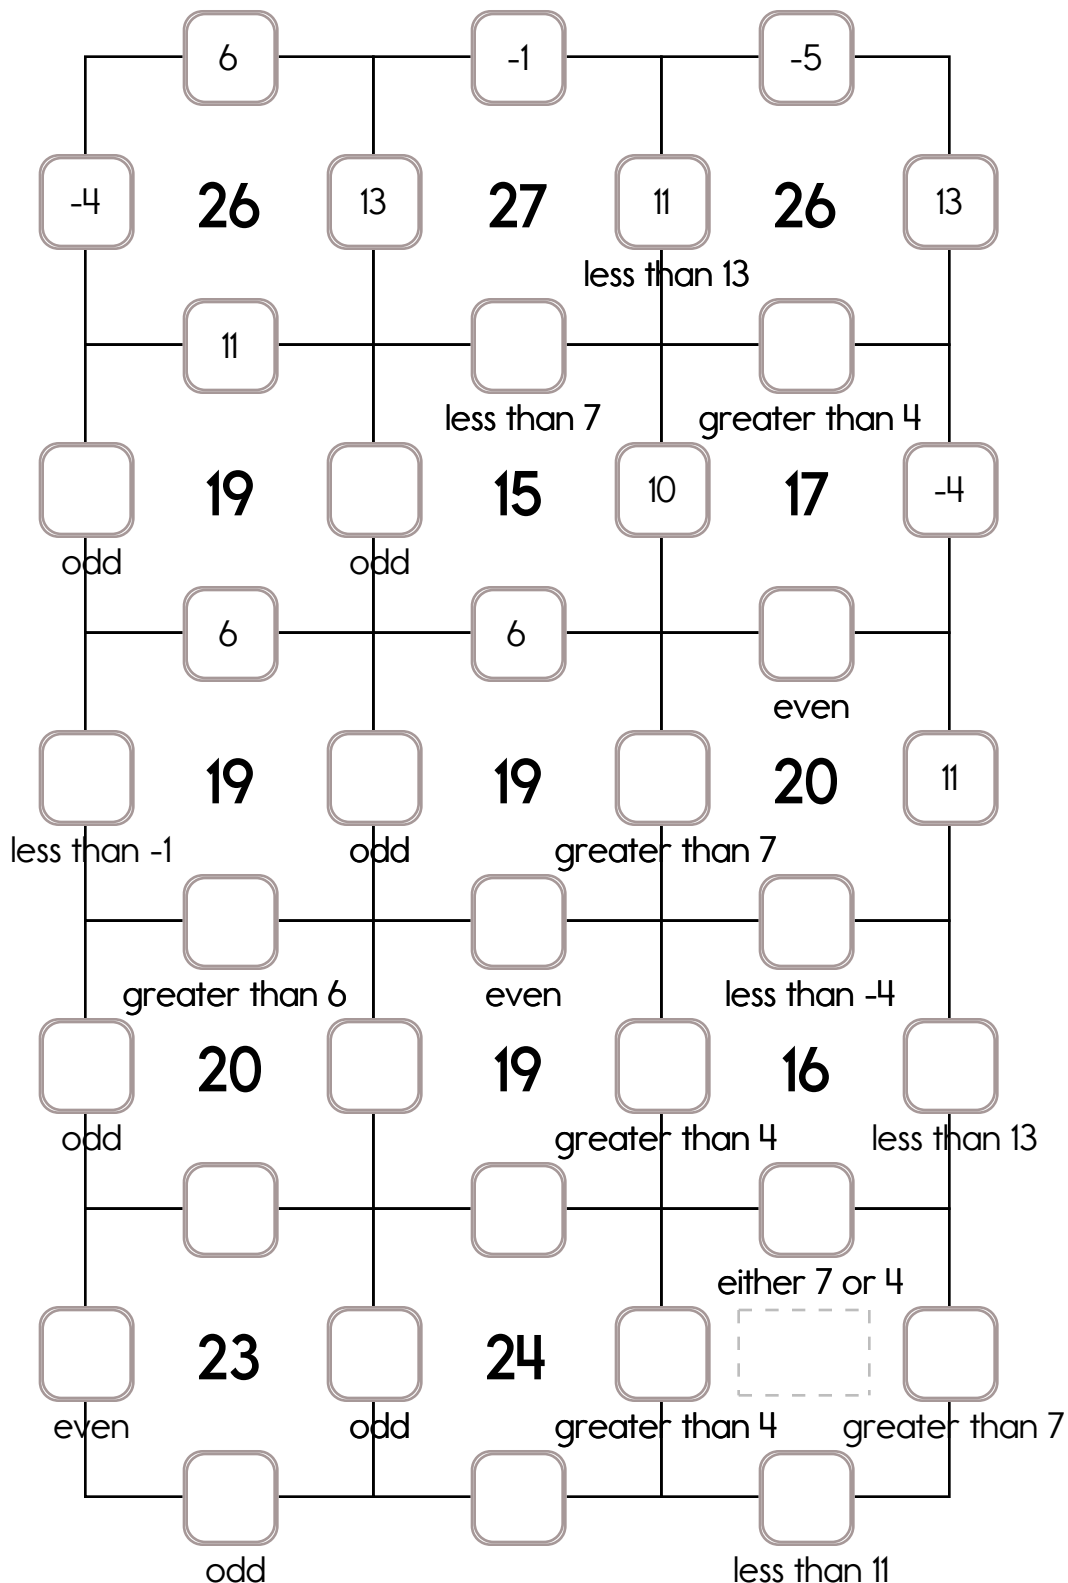 6 -1 -5
-4 26 13 27 11 26 13
less than 13
11
less than 7 greater than 4
19 15 10 17 -4
odd odd
6 6
even
19 19 20 11
less than -1 odd greater than 7
greater than 6 even less than -4
20 19 16
odd greater than 4 less than 13
either 7 or 4
23 24
even odd greater than 4 greater than 7
odd less than 11